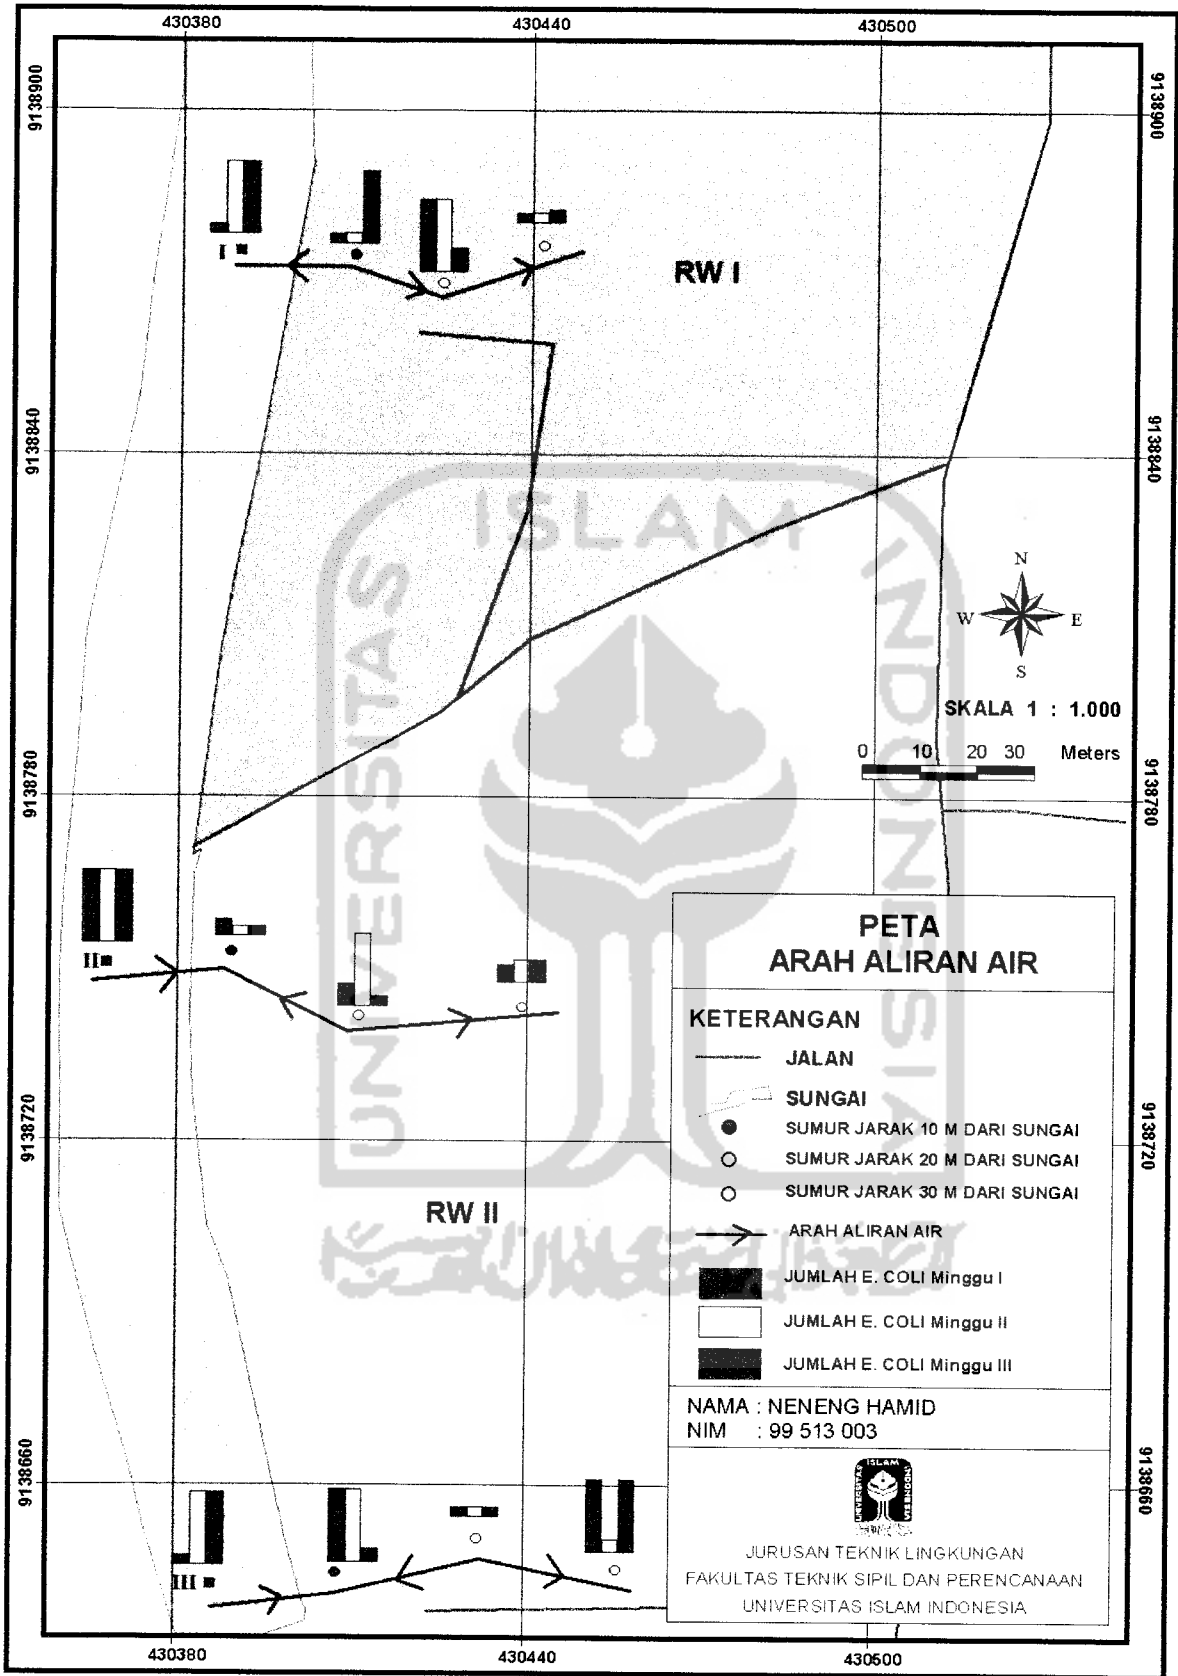 430380 430440 430500
9138900 9138900
I
RW I
9138840 9138840
UNIVERSITAS ISLAM INDONESIA
N
W E
S
SKALA 1 : 1.000
0 10 20 30 Meters
9138780 9138780
II
PETA
ARAH ALIRAN AIR
KETERANGAN
JALAN
SUNGAI
SUMUR JARAK 10 M DARI SUNGAI
SUMUR JARAK 20 M DARI SUNGAI
SUMUR JARAK 30 M DARI SUNGAI
ARAH ALIRAN AIR
JUMLAH E. COLI Minggu I
JUMLAH E. COLI Minggu II
JUMLAH E. COLI Minggu III
9138720 9138720
RW II
NAMA : NENENG HAMID
NIM : 99 513 003
9138660 9138660
III
ISLAM
JURUSAN TEKNIK LINGKUNGAN
FAKULTAS TEKNIK SIPIL DAN PERENCANAAN
UNIVERSITAS ISLAM INDONESIA
430380 430440 430500